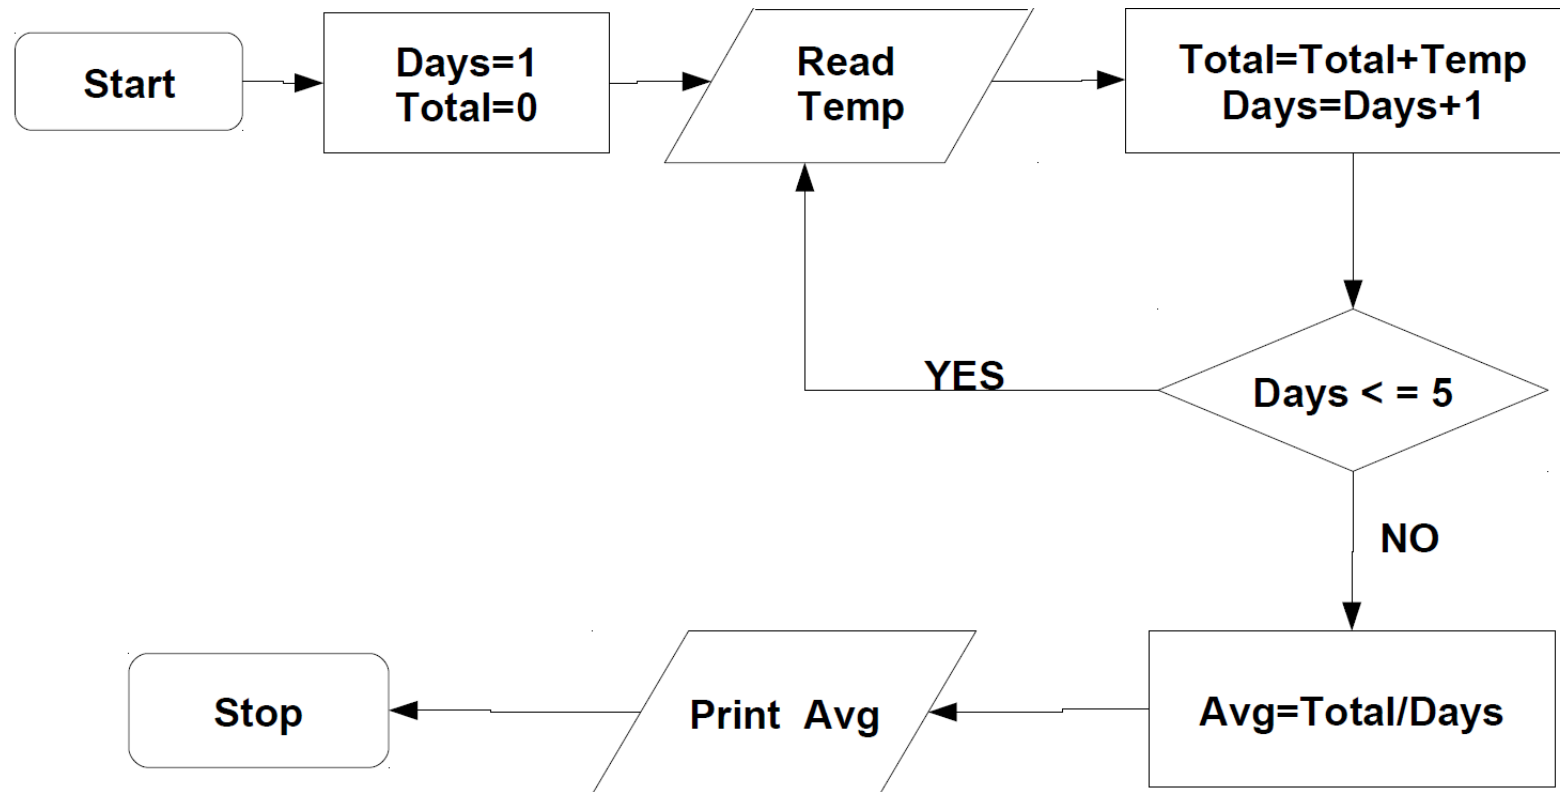 Start
Days=1
Total=0
Read
Temp
Total=Total+Temp
Days=Days+1
YES
Days < = 5
NO
Avg=Total/Days
Print Avg
Stop